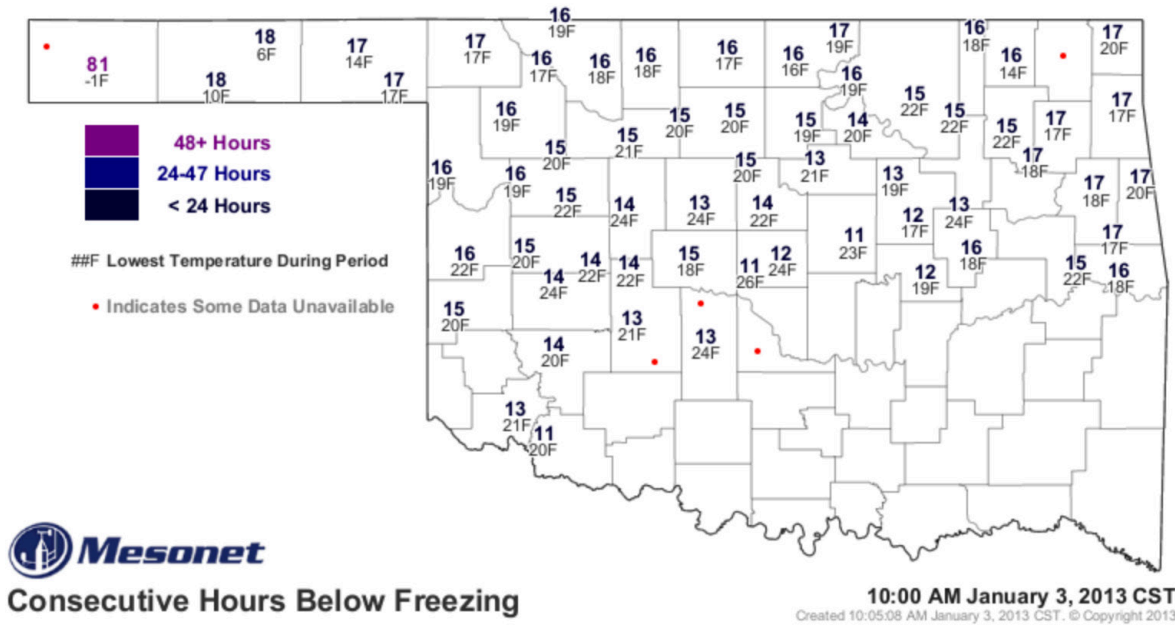 16
19F
17
20F
18
6F
17
14F
17
17F
17
19F
16
18F
81
-1F
16
17F
16
18F
16
18F
16
17F
16
16F
16
14F
18
10F
17
17F
16
19F
16
19F
15
22F
17
17F
15
20F
15
20F
15
19F
14
20F
15
22F
15
22F
17
17F
48+ Hours
15
21F
15
20F
15
20F
13
21F
17
18F
24-47 Hours
16
19F
16
19F
13
19F
17
18F
17
20F
< 24 Hours
15
22F
14
24F
13
24F
14
22F
12
17F
13
24F
11
23F
17
17F
##F Lowest Temperature During Period
16
22F
15
20F
14
22F
14
22F
15
18F
12
24F
11
26F
16
18F
15
22F
16
18F
14
24F
12
19F
Indicates Some Data Unavailable
15
20F
13
21F
13
24F
14
20F
13
21F
11
20F
Mesonet
Consecutive Hours Below Freezing
10:00 AM January 3, 2013 CST
Created 10:05:08 AM January 3, 2013 CST. © Copyright 2013